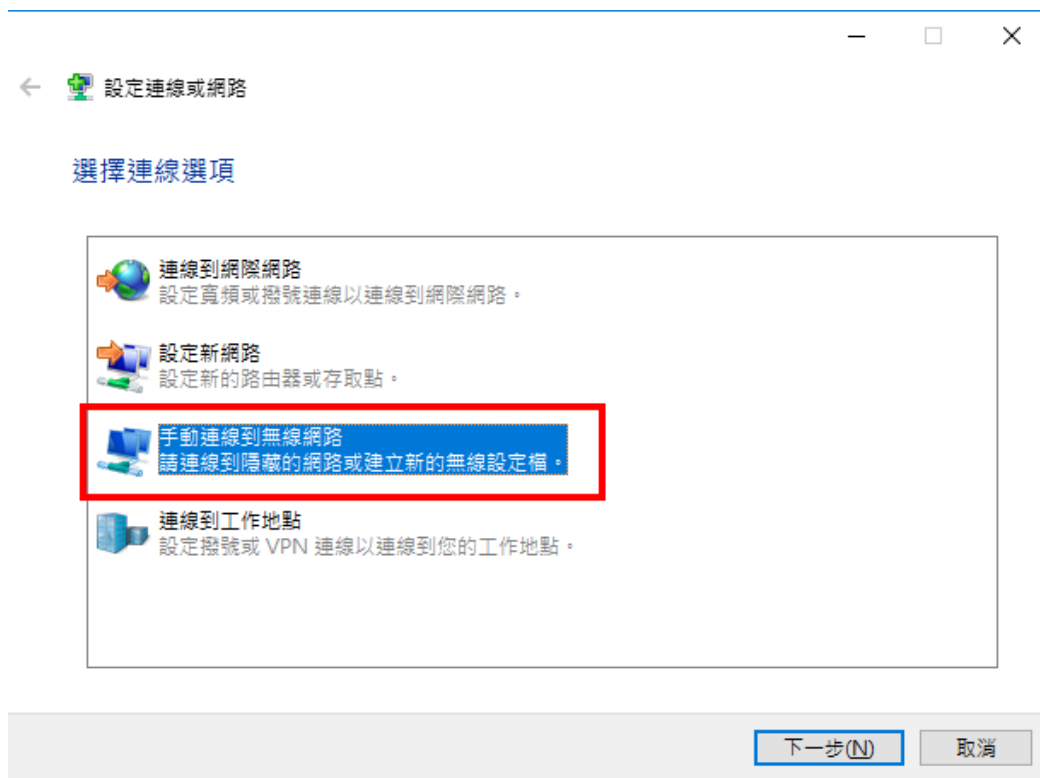 設定連線或網路
選擇連線選項
連線到網際網路
設定寬頻或撥號連線以連線到網際網路。
設定新網路
設定新的路由器或存取點。
手動連線到無線網路
請連線到隱藏的網路或建立新的無線設定檔。
連線到工作地點
設定撥號或 VPN 連線以連線到您的工作地點。
下一步(N)
取消